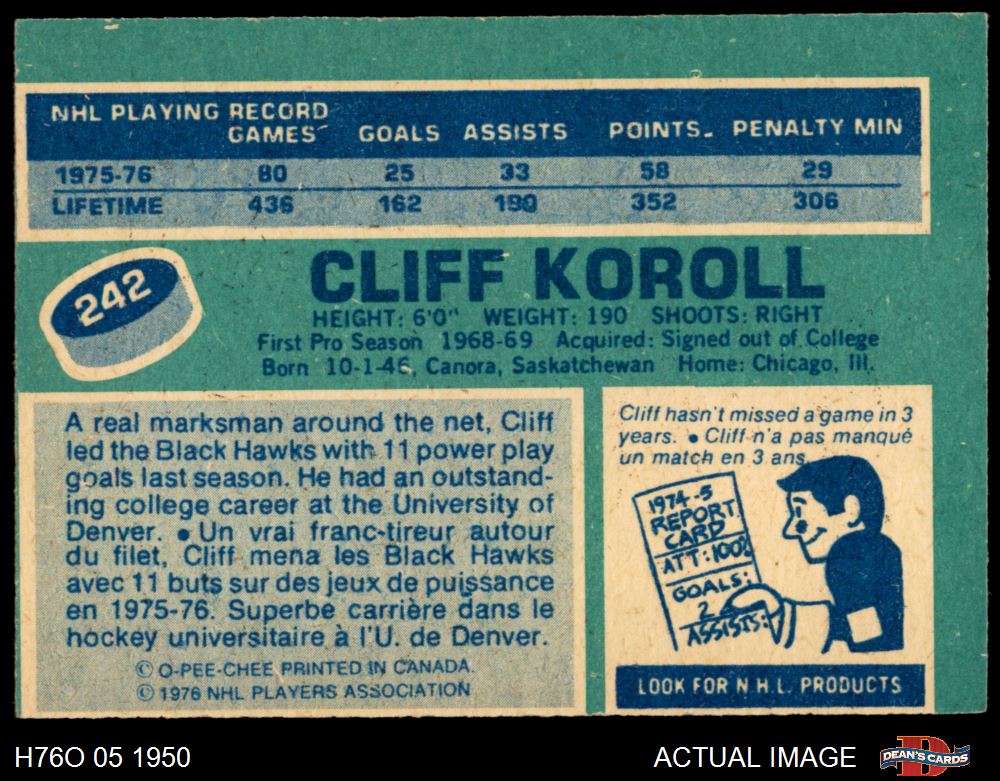 NHL PLAYING RECORD
GAMES GOALS ASSISTS POINTS PENALTY MIN
1975-76 80 25 33 58 29
LIFETIME 436 162 190 352 306
242
CLIFF KOROLL
HEIGHT: 6'0" WEIGHT: 190 SHOOTS: RIGHT
First Pro Season 1968-69 Acquired: Signed out of College
Born 10-1-46, Canora, Saskatchewan Home: Chicago, Ill.
A real marksman around the net, Cliff
led the Black Hawks with 11 power play
goals last season. He had an outstand-
ing college career at the University of
Denver. • Un vrai franc-tireur autour
du filet, Cliff mena les Black Hawks
avec 11 buts sur des jeux de puissance
en 1975-76. Superbe carrière dans le
hockey universitaire à l'U. de Denver.
© O-PEE-CHEE PRINTED IN CANADA.
© 1976 NHL PLAYERS ASSOCIATION
Cliff hasn't missed a game in 3
years. • Cliff n'a pas manqué
un match en 3 ans.
1974-5
REPORT
CARD
ATT: 100%
GOALS:
2
ASSISTS:
LOOK FOR N.H.L. PRODUCTS
H76O 05 1950
ACTUAL IMAGE
DEAN'S CARDS